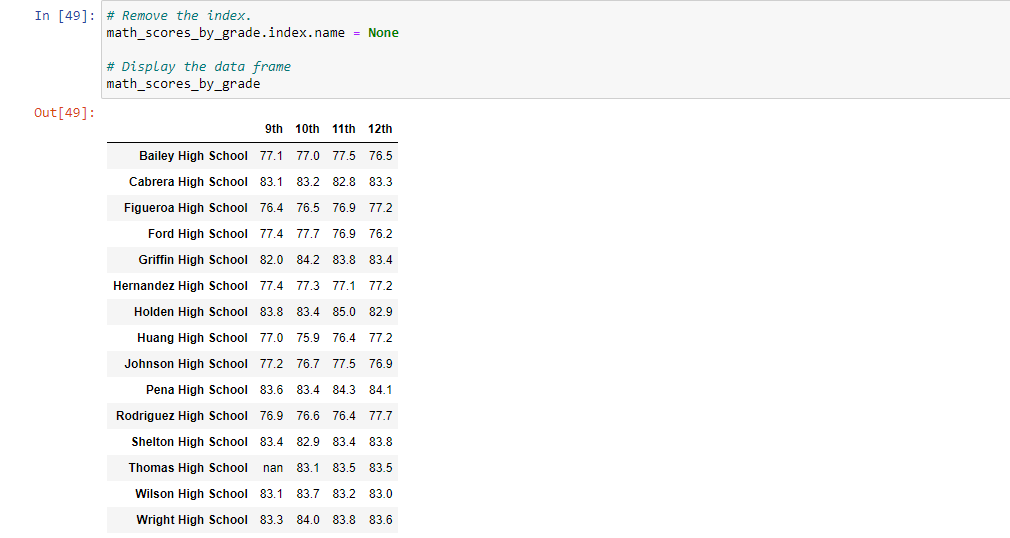 In [49]: # Remove the index.
math_scores_by_grade.index.name = None
# Display the data frame
math_scores_by_grade
Out[49]:
9th 10th 11th 12th
Bailey High School 77.1 77.0 77.5 76.5
Cabrera High School 83.1 83.2 82.8 83.3
Figueroa High School 76.4 76.5 76.9 77.2
Ford High School 77.4 77.7 76.9 76.2
Griffin High School 82.0 84.2 83.8 83.4
Hernandez High School 77.4 77.3 77.1 77.2
Holden High School 83.8 83.4 85.0 82.9
Huang High School 77.0 75.9 76.4 77.2
Johnson High School 77.2 76.7 77.5 76.9
Pena High School 83.6 83.4 84.3 84.1
Rodriguez High School 76.9 76.6 76.4 77.7
Shelton High School 83.4 82.9 83.4 83.8
Thomas High School nan 83.1 83.5 83.5
Wilson High School 83.1 83.7 83.2 83.0
Wright High School 83.3 84.0 83.8 83.6